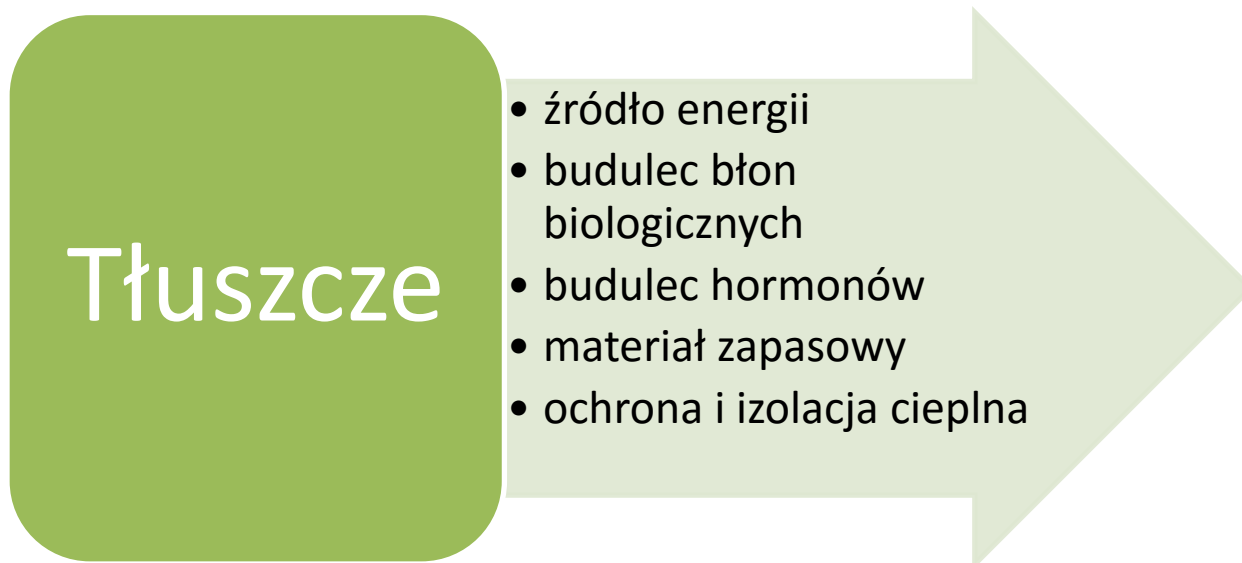 Tłuszcze
• źródło energii
• budulec błon
biologicznych
• budulec hormonów
• materiał zapasowy
• ochrona i izolacja cieplna